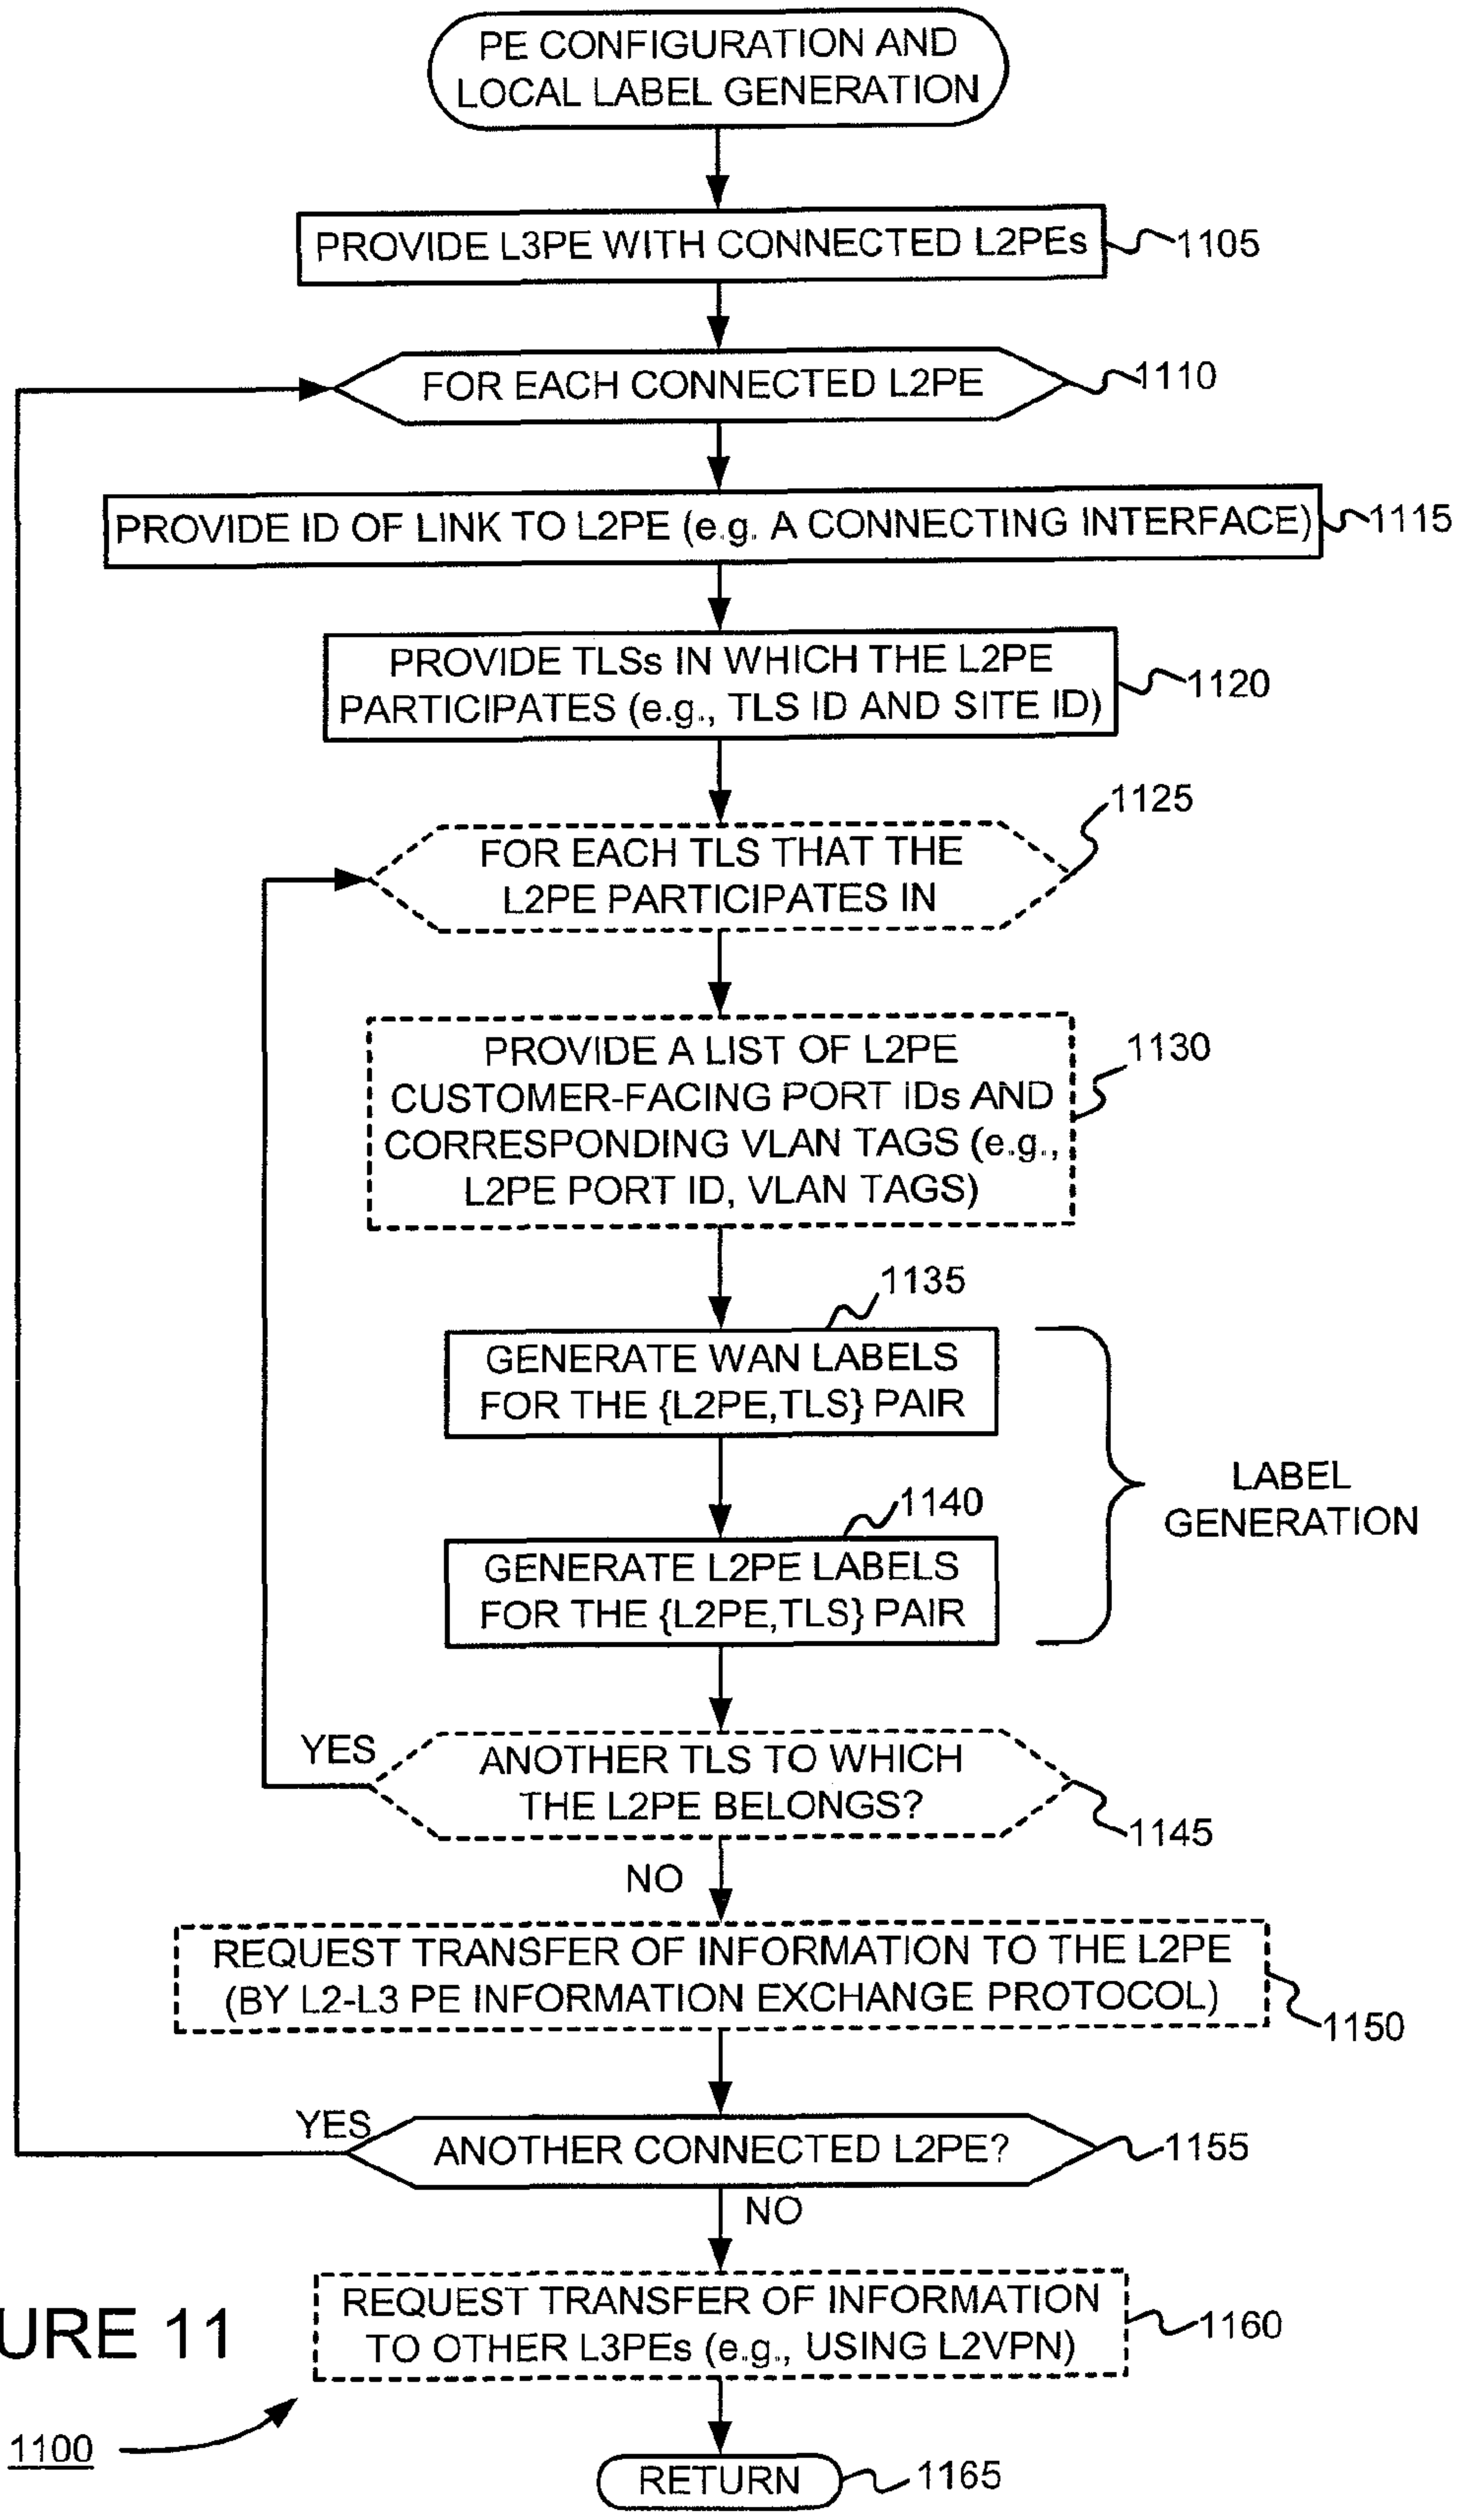 PE CONFIGURATION AND
LOCAL LABEL GENERATION
PROVIDE L3PE WITH CONNECTED L2PEs
1105
FOR EACH CONNECTED L2PE
1110
PROVIDE ID OF LINK TO L2PE (e.g. A CONNECTING INTERFACE)
1115
PROVIDE TLSs IN WHICH THE L2PE
PARTICIPATES (e.g., TLS ID AND SITE ID)
1120
1125
FOR EACH TLS THAT THE
L2PE PARTICIPATES IN
PROVIDE A LIST OF L2PE
CUSTOMER-FACING PORT IDs AND
CORRESPONDING VLAN TAGS (e.g.,
L2PE PORT ID, VLAN TAGS)
1130
1135
GENERATE WAN LABELS
FOR THE {L2PE,TLS} PAIR
1140
GENERATE L2PE LABELS
FOR THE {L2PE,TLS} PAIR
LABEL
GENERATION
YES
ANOTHER TLS TO WHICH
THE L2PE BELONGS?
1145
NO
REQUEST TRANSFER OF INFORMATION TO THE L2PE
(BY L2-L3 PE INFORMATION EXCHANGE PROTOCOL)
1150
YES
ANOTHER CONNECTED L2PE?
1155
NO
REQUEST TRANSFER OF INFORMATION
TO OTHER L3PEs (e.g., USING L2VPN)
1160
URE 11
1100
RETURN
1165